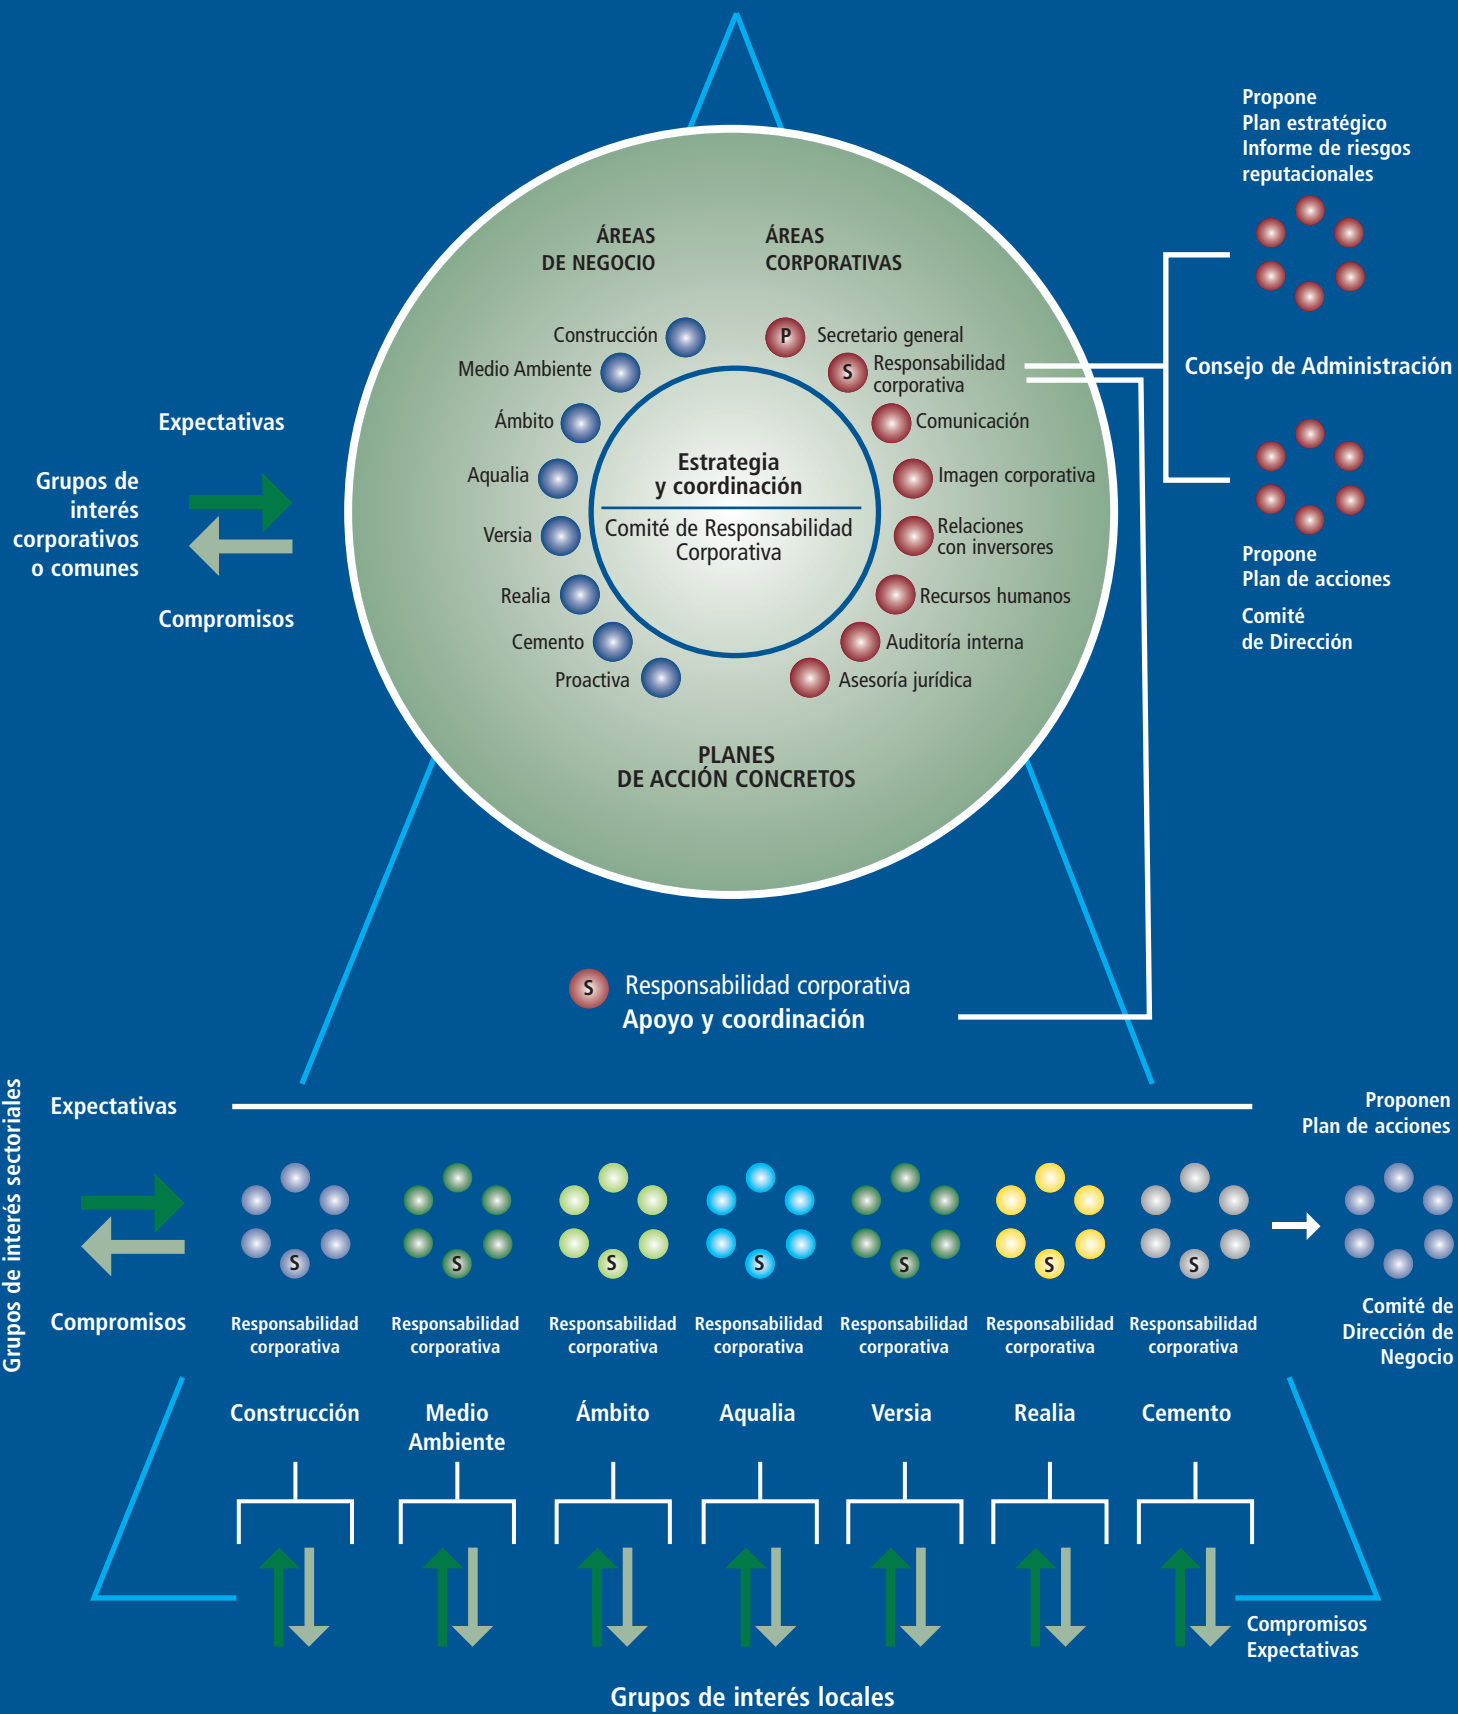 Propone
Plan estratégico
Informe de riesgos
reputacionales
ÁREAS
DE NEGOCIO
ÁREAS
CORPORATIVAS
Construcción
Medio Ambiente
Ámbito
Aqualia
Versia
Realia
Cemento
Proactiva
P
Secretario general
S
Responsabilidad
corporativa
Comunicación
Imagen corporativa
Relaciones
con inversores
Recursos humanos
Auditoría interna
Asesoría jurídica
Estrategia
y coordinación
Comité de Responsabilidad
Corporativa
PLANES
DE ACCIÓN CONCRETOS
Consejo de Administración
Propone
Plan de acciones
Comité
de Dirección
Expectativas
Grupos de
interés
corporativos
o comunes
Compromisos
S
Responsabilidad corporativa
Apoyo y coordinación
Grupos de interés sectoriales
Expectativas
Compromisos
Proponen
Plan de acciones
S
S
S
S
S
S
S
Responsabilidad
corporativa
Responsabilidad
corporativa
Responsabilidad
corporativa
Responsabilidad
corporativa
Responsabilidad
corporativa
Responsabilidad
corporativa
Responsabilidad
corporativa
Comité de
Dirección de
Negocio
Construcción
Medio
Ambiente
Ámbito
Aqualia
Versia
Realia
Cemento
Compromisos
Expectativas
Grupos de interés locales